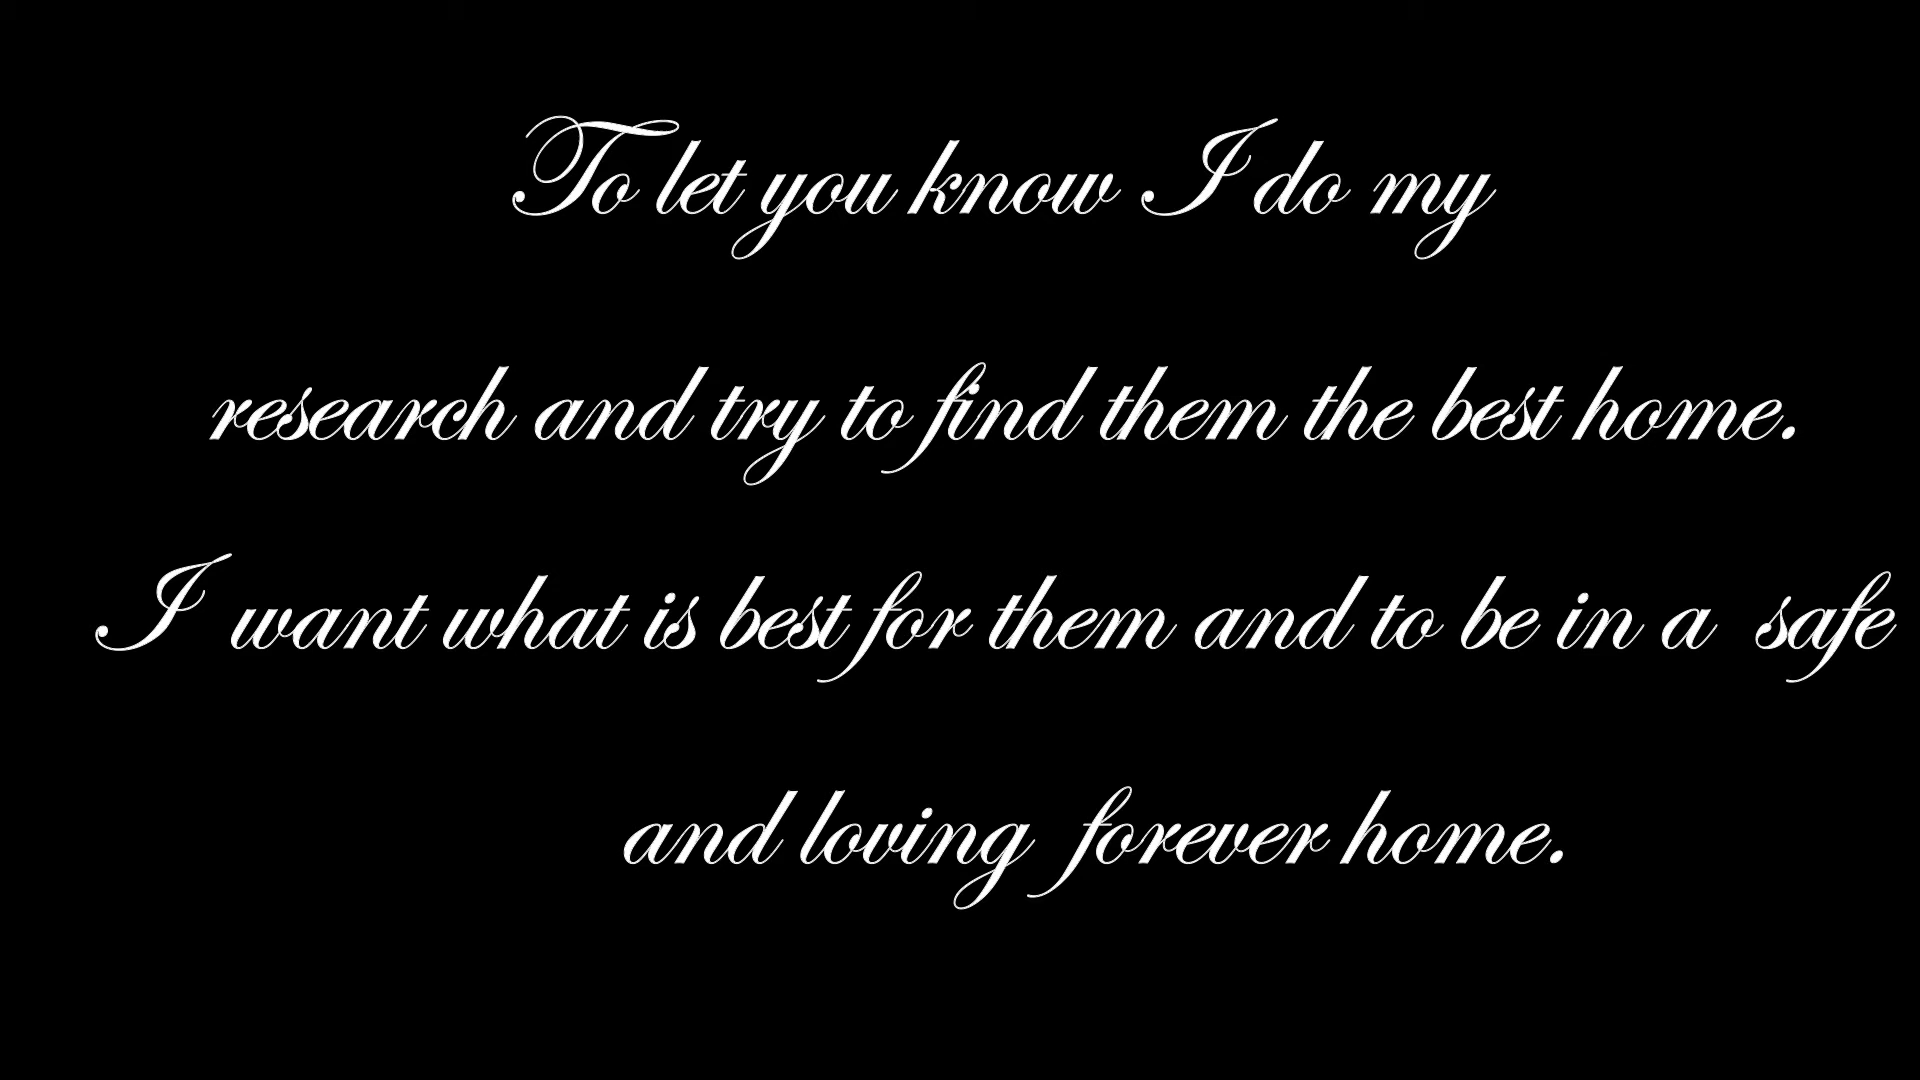 To let you know I do my
research and try to find them the best home.
I want what is best for them and to be in a safe
and loving forever home.